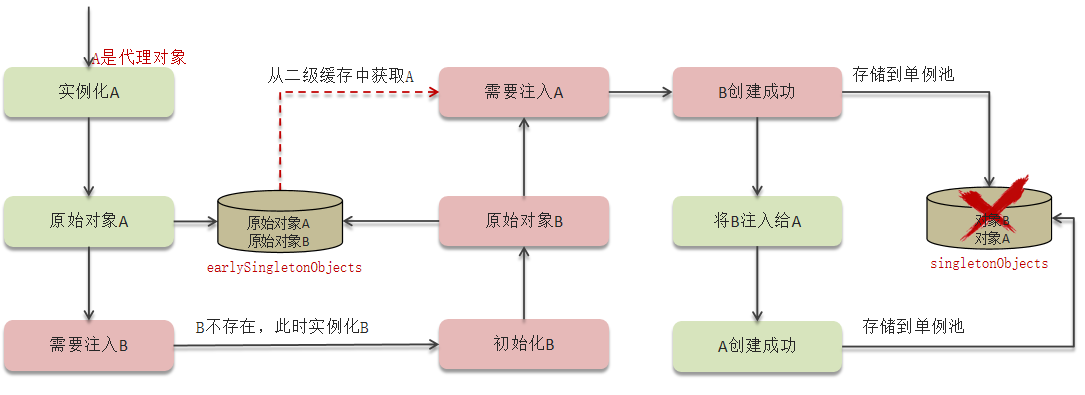 A是代理对象
实例化A
从二级缓存中获取A
需要注入A
B创建成功
存储到单例池
原始对象A
原始对象A
原始对象B
earlySingletonObjects
原始对象B
将B注入给A
对象B
对象A
singletonObjects
需要注入B
B不存在，此时实例化B
初始化B
A创建成功
存储到单例池